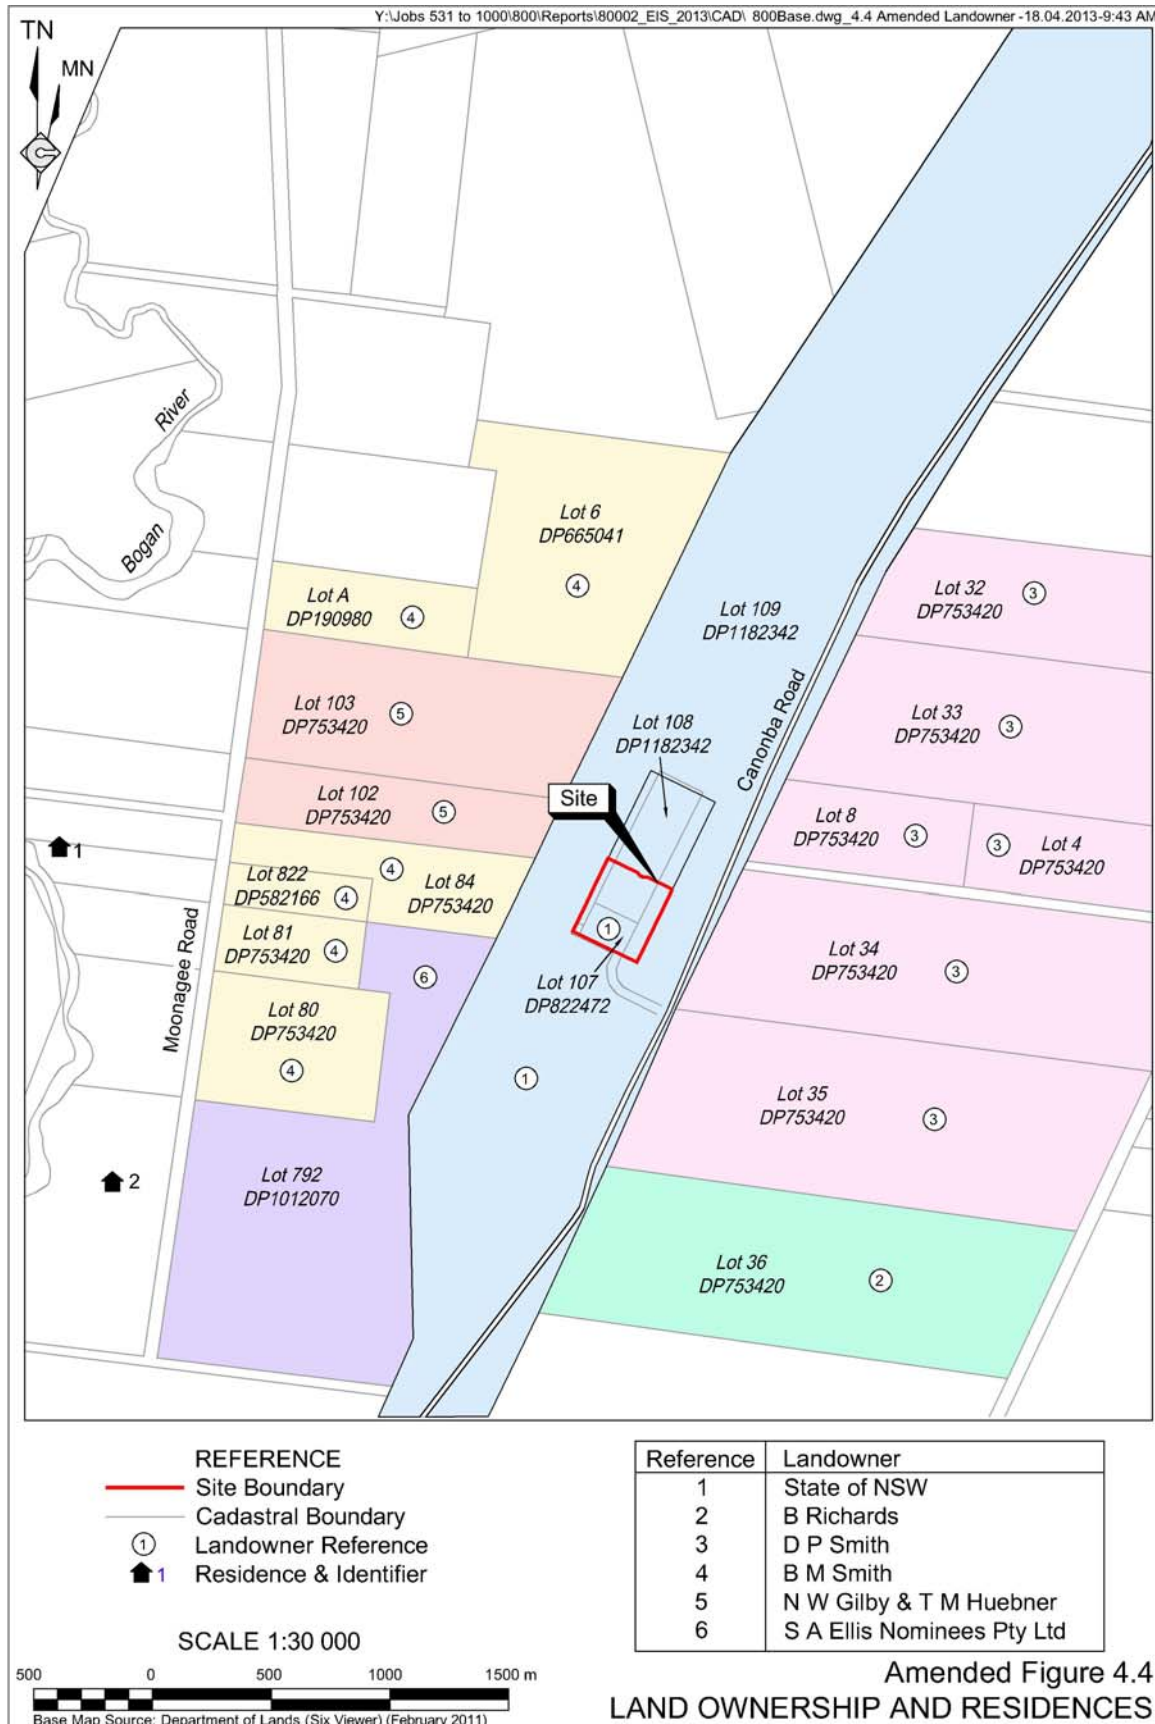 Y:\Jobs 531 to 1000\800\Reports\80002_EIS_2013\CAD\ 800Base.dwg_4.4 Amended Landowner -18.04.2013-9:43 AM
TN
MN
River
Bogan
Lot 6
DP665041
4
Lot A
DP190980
4
Lot 109
DP1182342
Lot 32
DP753420
3
Lot 103
DP753420
5
Lot 108
DP1182342
Canonba Road
Lot 33
DP753420
3
Lot 102
DP753420
5
Site
Lot 8
DP753420
3
3
Lot 4
DP753420
1
Lot 822
DP582166
4
4
Lot 84
DP753420
Lot 81
DP753420
4
Moonagee Road
6
1
Lot 107
DP822472
Lot 34
DP753420
3
Lot 80
DP753420
4
1
Lot 35
DP753420
3
2
Lot 792
DP1012070
Lot 36
DP753420
2
REFERENCE
Site Boundary
Cadastral Boundary
1 Landowner Reference
1 Residence & Identifier
SCALE 1:30 000
500 0 500 1000 1500 m
Base Map Source: Department of Lands (Six Viewer) (February 2011)
Reference Landowner
1 State of NSW
2 B Richards
3 D P Smith
4 B M Smith
5 N W Gilby & T M Huebner
6 S A Ellis Nominees Pty Ltd
Amended Figure 4.4
LAND OWNERSHIP AND RESIDENCES